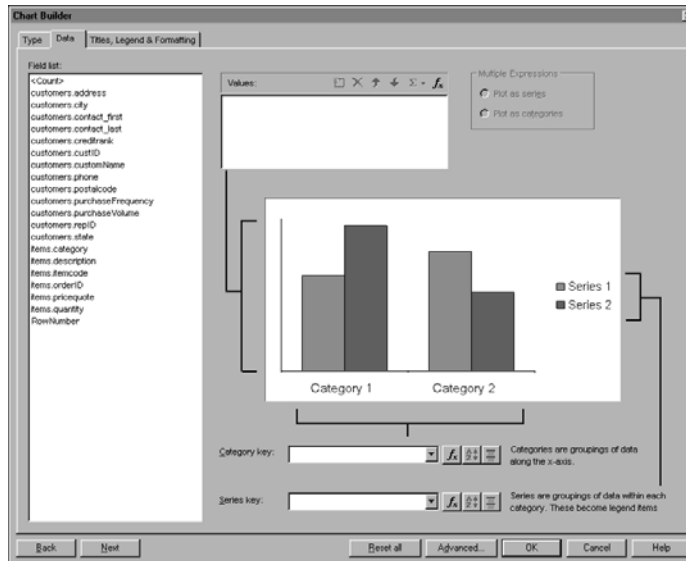 Chart Builder
Type
Data
Titles, Legend & Formatting
Field list:
<Count>
customers.address
customers.city
customers.contact_first
customers.contact_last
customers.creditrank
customers.custID
customers.customName
customers.phone
customers.postalcode
customers.purchaseFrequency
customers.purchaseVolume
customers.repID
customers.state
items.category
items.description
items.itemcode
items.orderID
items.pricequote
items.quantity
RowNumber
Values:
Σ
fx
Multiple Expressions
Plot as series
Plot as categories
Series 1
Series 2
Category 1
Category 2
Category key:
fx
Categories are groupings of data
along the x-axis.
Series key:
fx
Series are groupings of data within each
category. These become legend items
Back
Next
Reset all
Advanced...
OK
Cancel
Help